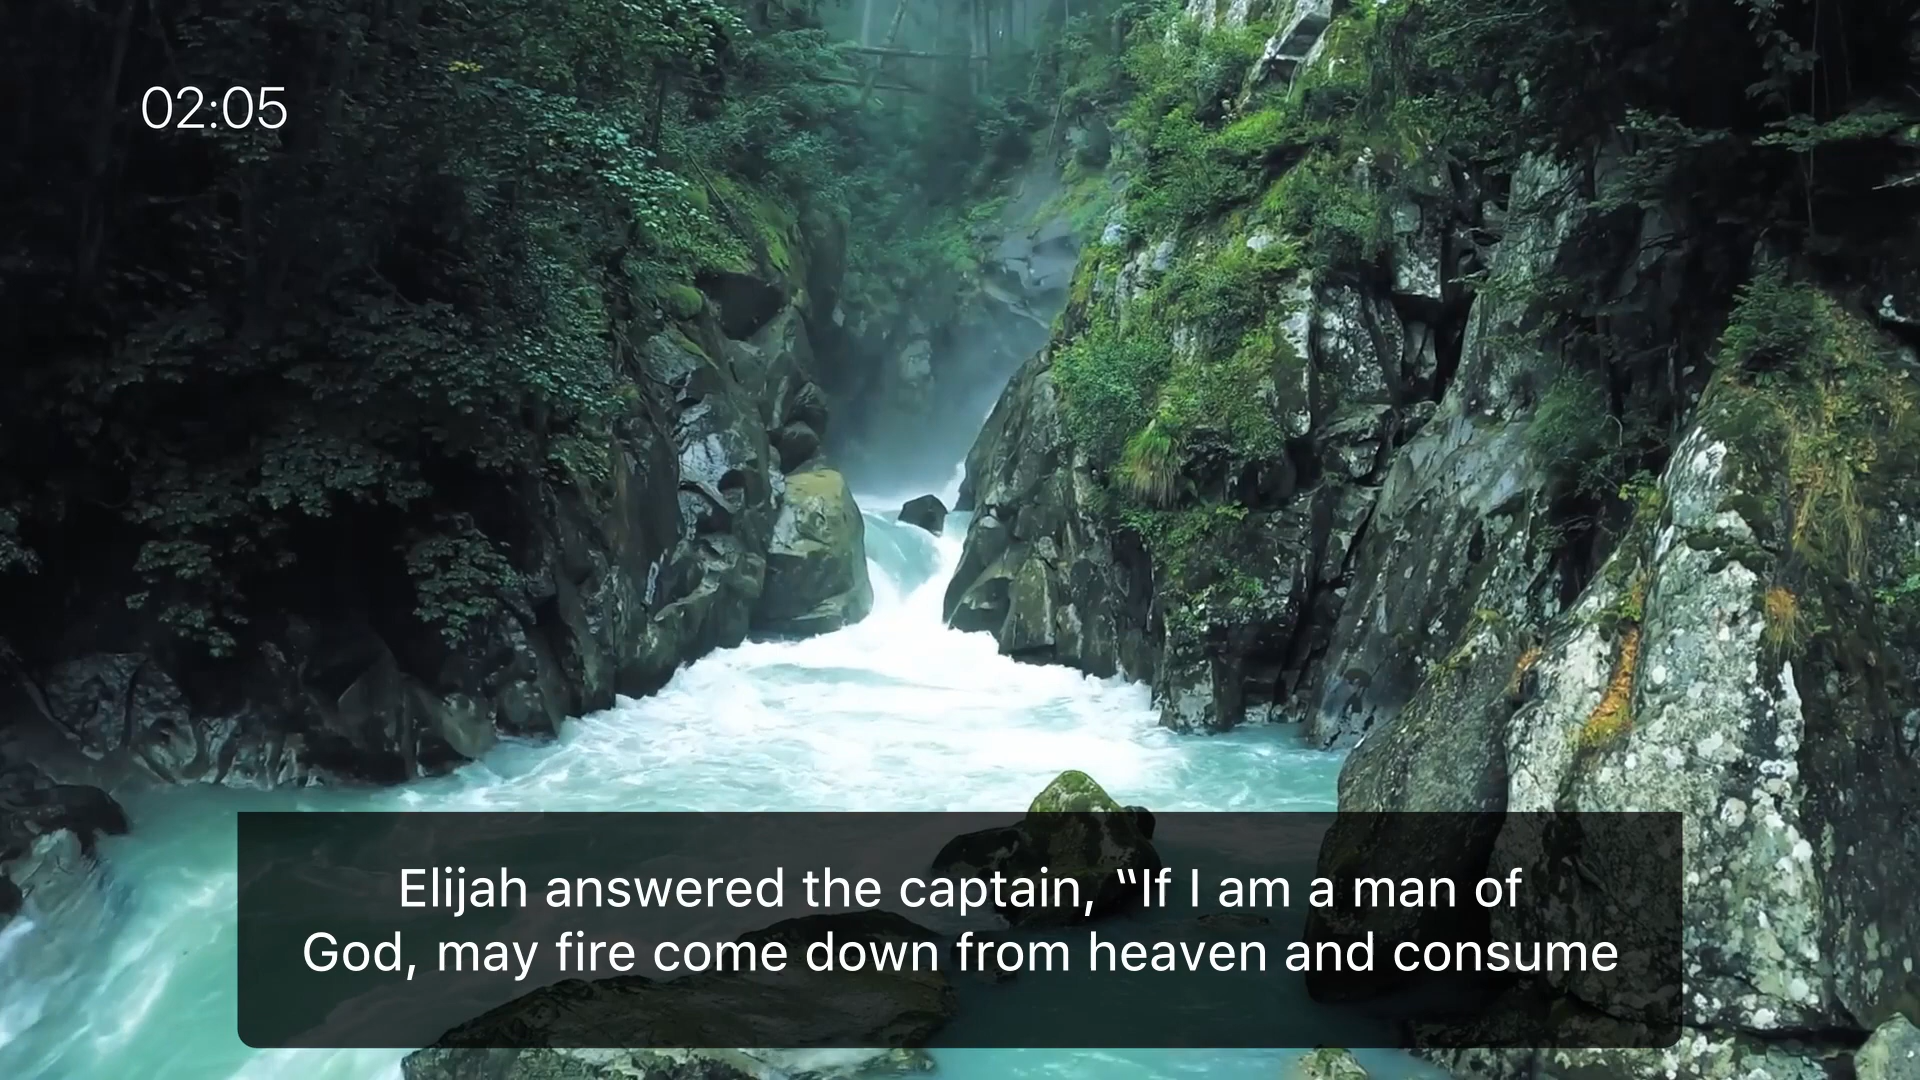 02:05
Elijah answered the captain, “If I am a man of
God, may fire come down from heaven and consume